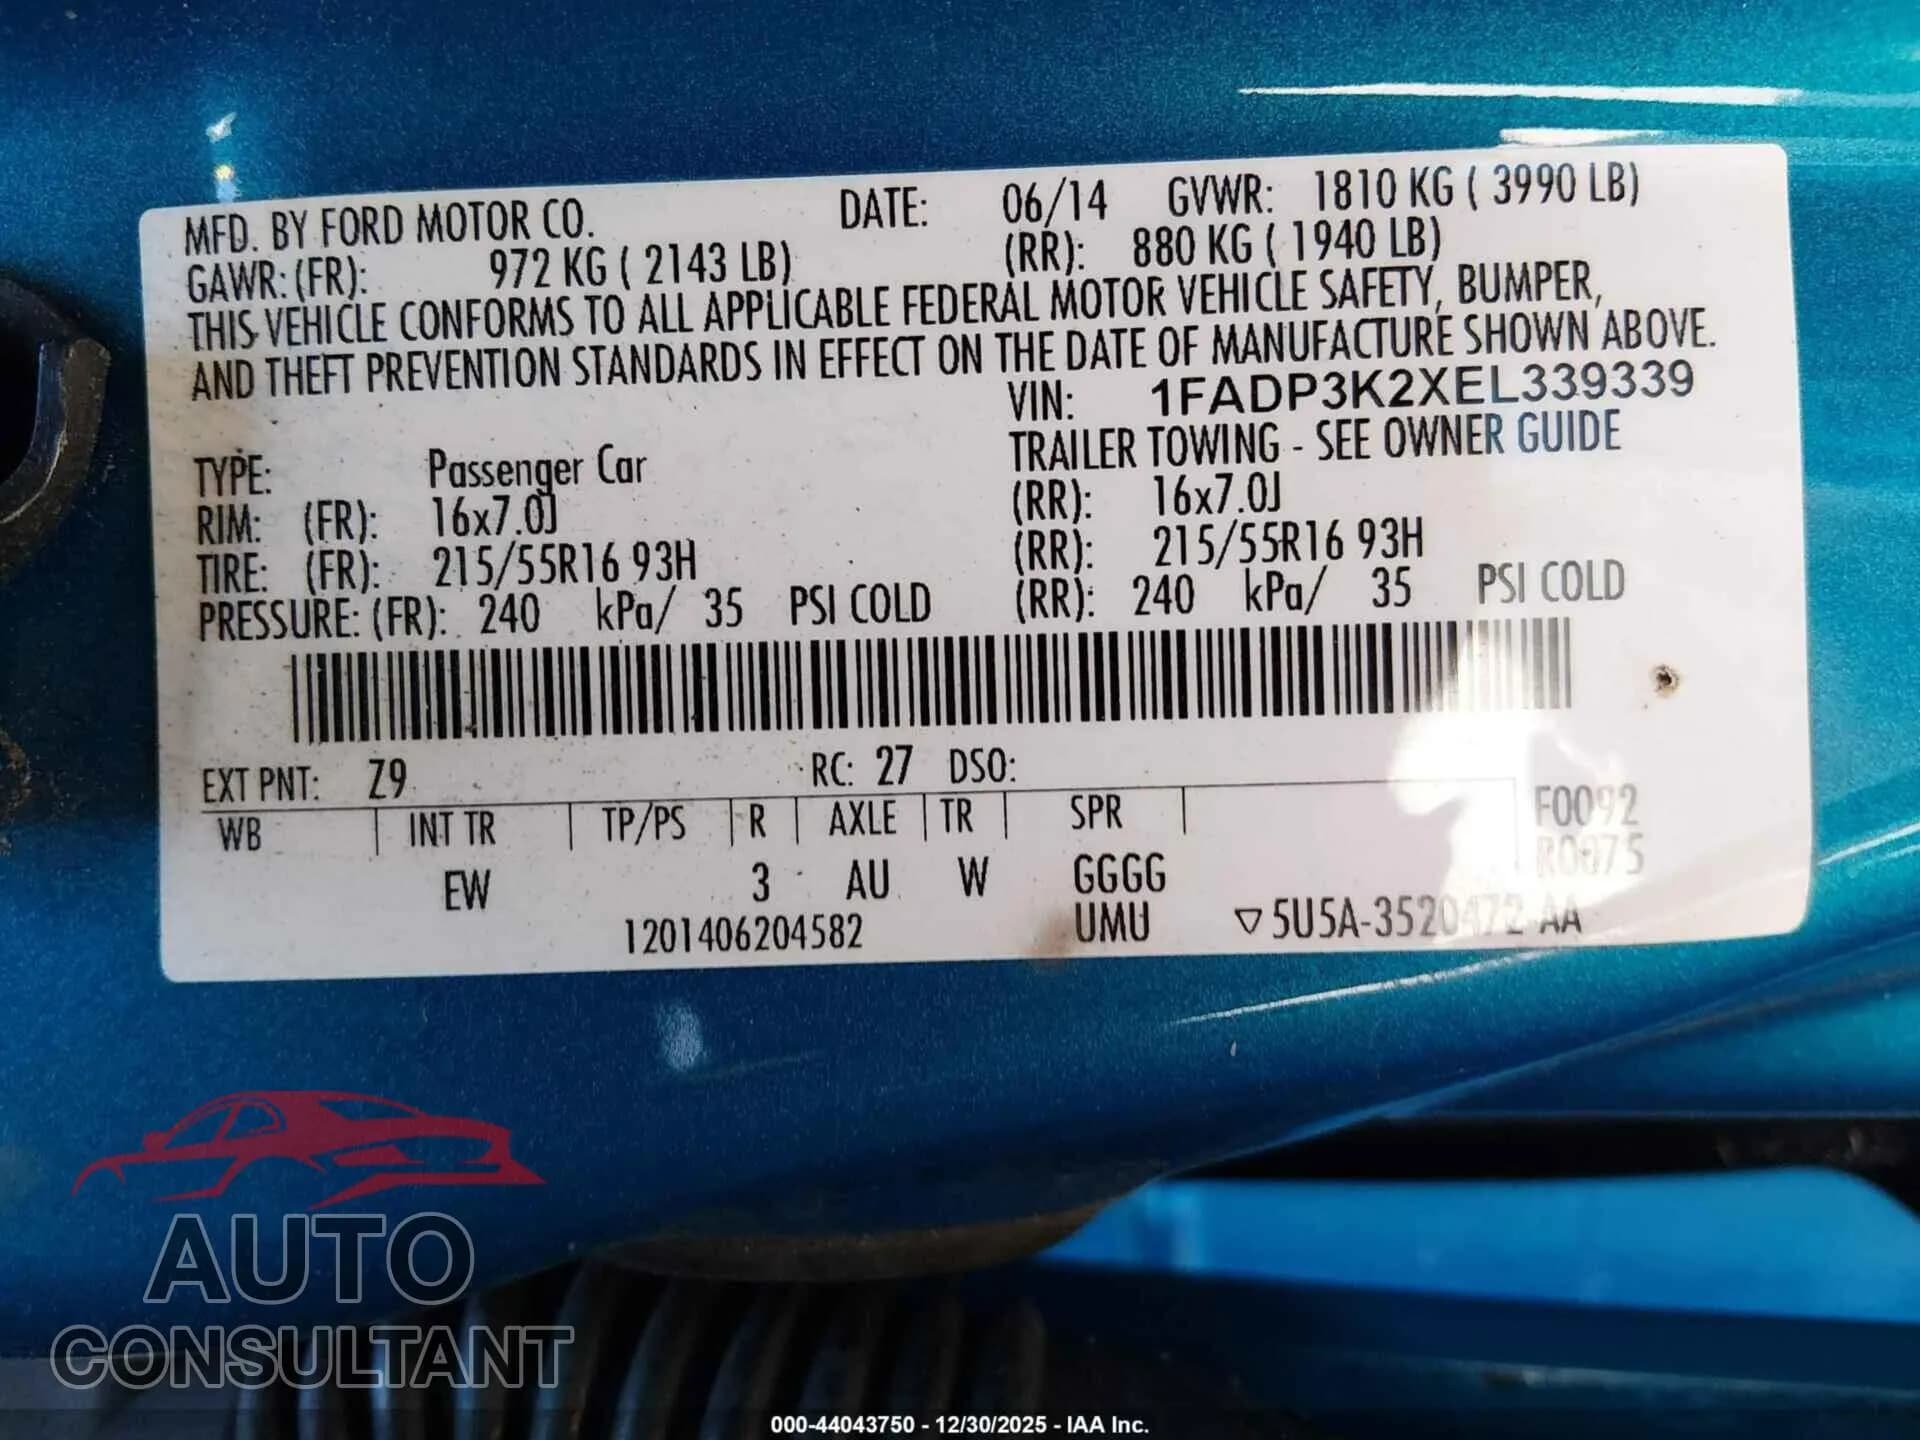 MFD. BY FORD MOTOR CO. DATE: 06/14 GVWR: 1810 KG ( 3990 LB)
GAWR: (FR): 972 KG ( 2143 LB) (RR): 880 KG ( 1940 LB)
THIS VEHICLE CONFORMS TO ALL APPLICABLE FEDERAL MOTOR VEHICLE SAFETY, BUMPER,
AND THEFT PREVENTION STANDARDS IN EFFECT ON THE DATE OF MANUFACTURE SHOWN ABOVE.
VIN: 1FADP3K2XEL339339
TYPE: Passenger Car TRAILER TOWING - SEE OWNER GUIDE
RIM: (FR): 16x7.0J (RR): 16x7.0J
TIRE: (FR): 215/55R16 93H (RR): 215/55R16 93H
PRESSURE: (FR): 240 kPa/ 35 PSI COLD (RR): 240 kPa/ 35 PSI COLD
EXT PNT: Z9 RC: 27 DSO:
WB INT TR TP/PS R AXLE TR SPR F0092
R0075
EW 3 AU W GGGG
1201406204582 UMU ▽5U5A-3520472-AA
AUTO
CONSULTANT
000-44043750 - 12/30/2025 - IAA Inc.